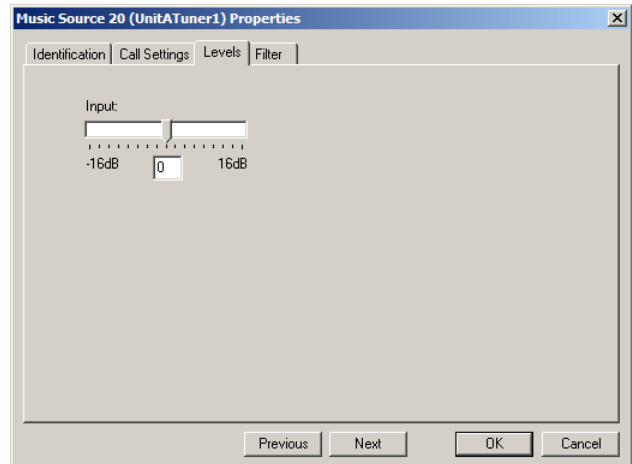 Music Source 20 (UnitATuner1) Properties
Identification Call Settings Levels Filter
Input:
-16dB 0 16dB
Previous Next OK Cancel